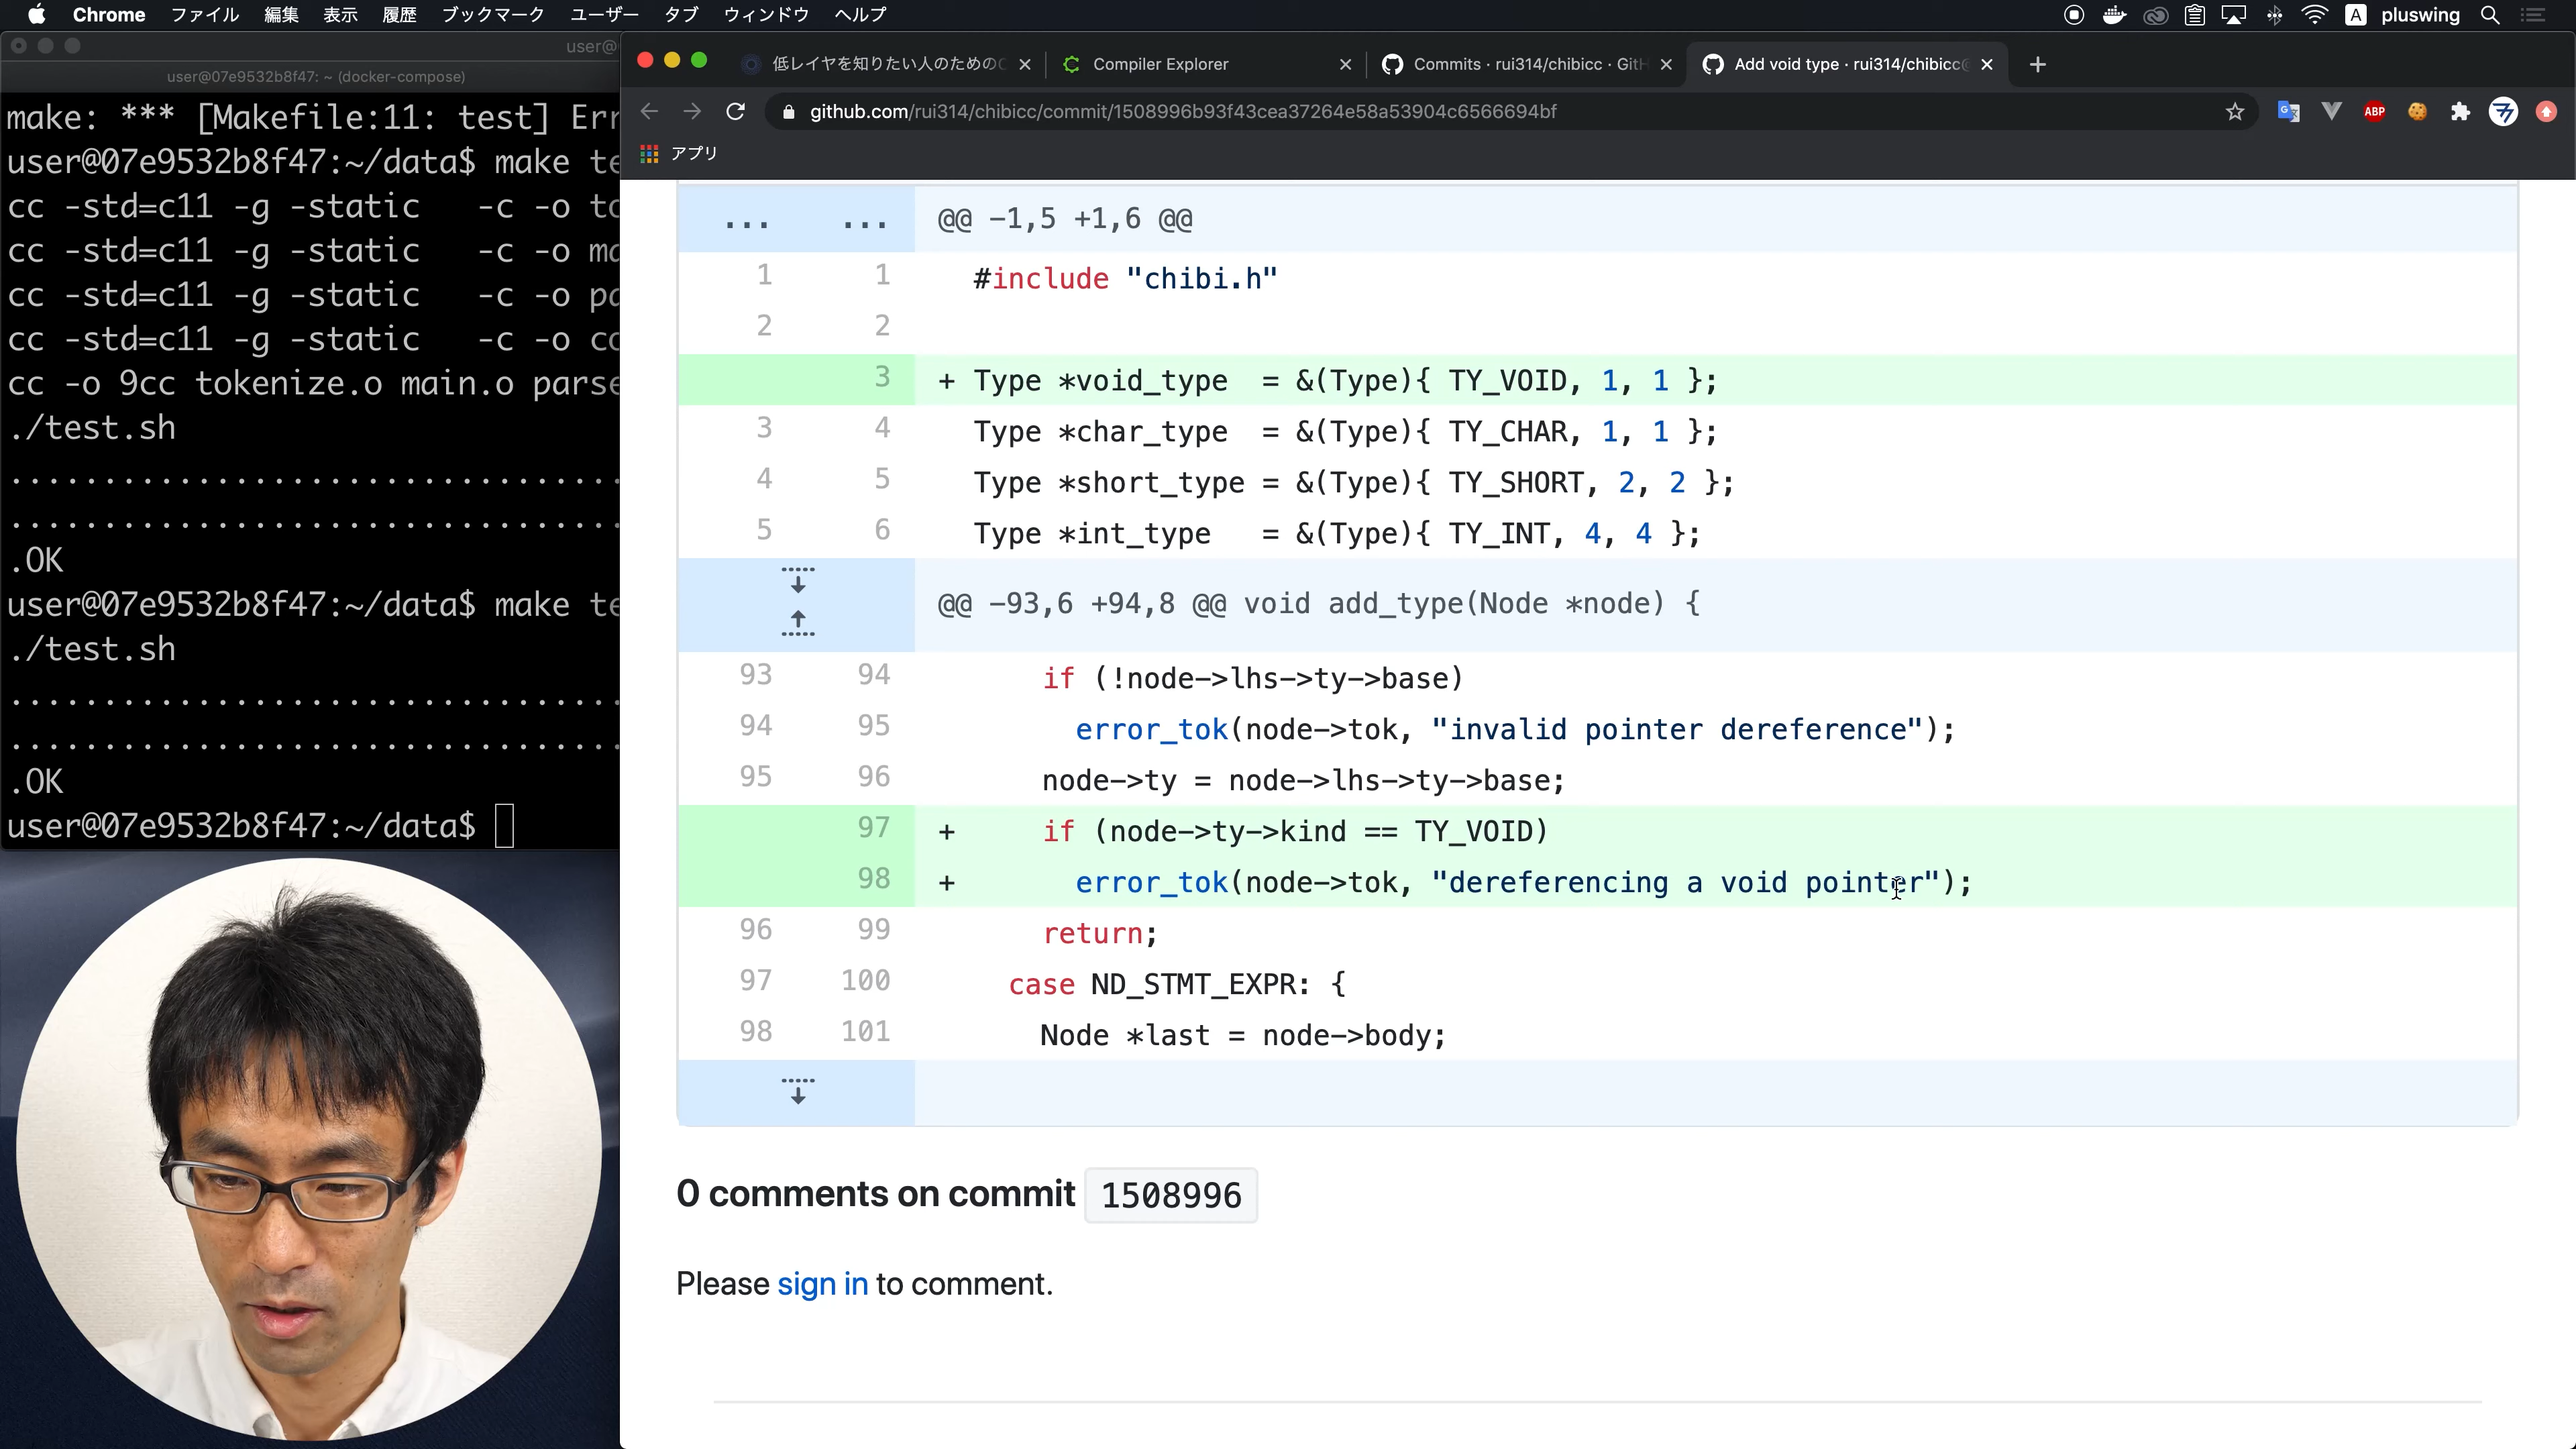 Chrome ファイル 編集 表示 履歴 ブックマーク ユーザー タブ ウィンドウ ヘルプ A pluswing
user@
user@07e9532b8f47: ~ (docker-compose)
make: *** [Makefile:11: test] Err
user@07e9532b8f47:~/data$ make te
cc -std=c11 -g -static   -c -o to
cc -std=c11 -g -static   -c -o ma
cc -std=c11 -g -static   -c -o pa
cc -std=c11 -g -static   -c -o co
cc -o 9cc tokenize.o main.o parse
./test.sh
.....................................
.....................................
.OK
user@07e9532b8f47:~/data$ make te
./test.sh
.....................................
.....................................
.OK
user@07e9532b8f47:~/data$
低レイヤを知りたい人のためのC Compiler Explorer Commits · rui314/chibicc · GitH Add void type · rui314/chibicc@
github.com/rui314/chibicc/commit/1508996b93f43cea37264e58a53904c6566694bf ABP
アプリ
... ... @@ -1,5 +1,6 @@
1 1 #include "chibi.h"
2 2
3 + Type *void_type  = &(Type){ TY_VOID, 1, 1 };
3 4 Type *char_type  = &(Type){ TY_CHAR, 1, 1 };
4 5 Type *short_type = &(Type){ TY_SHORT, 2, 2 };
5 6 Type *int_type   = &(Type){ TY_INT, 4, 4 };
@@ -93,6 +94,8 @@ void add_type(Node *node) {
93 94 if (!node->lhs->ty->base)
94 95 error_tok(node->tok, "invalid pointer dereference");
95 96 node->ty = node->lhs->ty->base;
97 + if (node->ty->kind == TY_VOID)
98 + error_tok(node->tok, "dereferencing a void pointer");
96 99 return;
97 100 case ND_STMT_EXPR: {
98 101 Node *last = node->body;
0 comments on commit 1508996
Please sign in to comment.